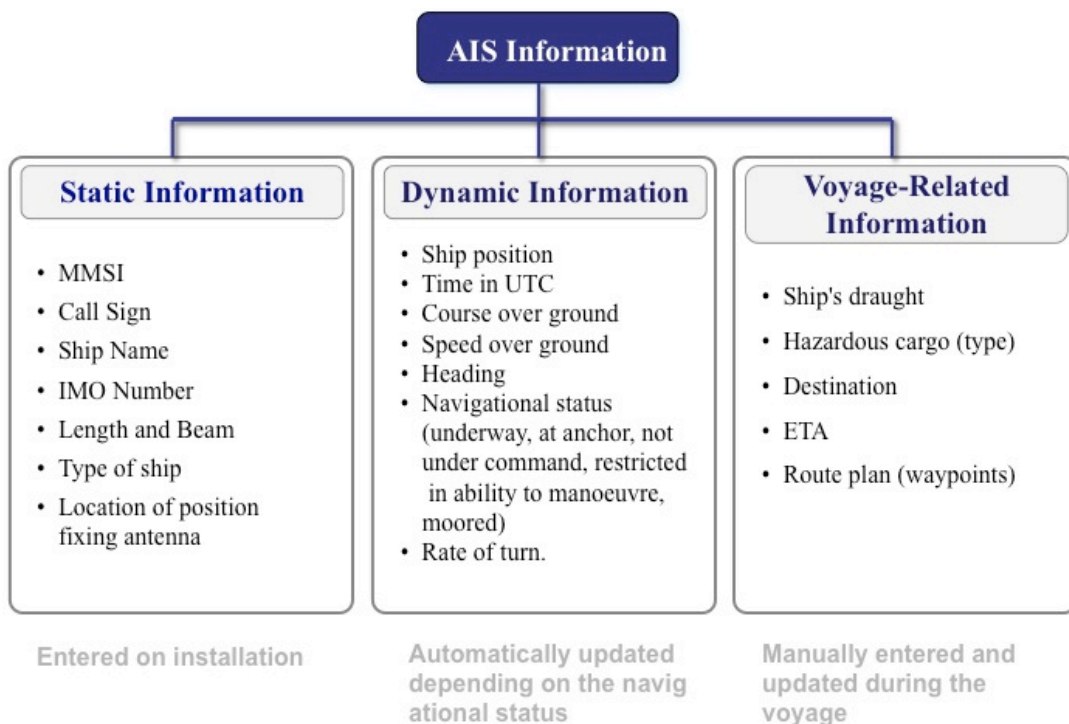 AIS Information
Static Information
• MMSI
• Call Sign
• Ship Name
• IMO Number
• Length and Beam
• Type of ship
• Location of position
fixing antenna
Entered on installation
Dynamic Information
• Ship position
• Time in UTC
• Course over ground
• Speed over ground
• Heading
• Navigational status
(underway, at anchor, not
under command, restricted
in ability to manoeuvre,
moored)
• Rate of turn.
Automatically updated
depending on the navig
ational status
Voyage-Related
Information
• Ship's draught
• Hazardous cargo (type)
• Destination
• ETA
• Route plan (waypoints)
Manually entered and
updated during the
voyage